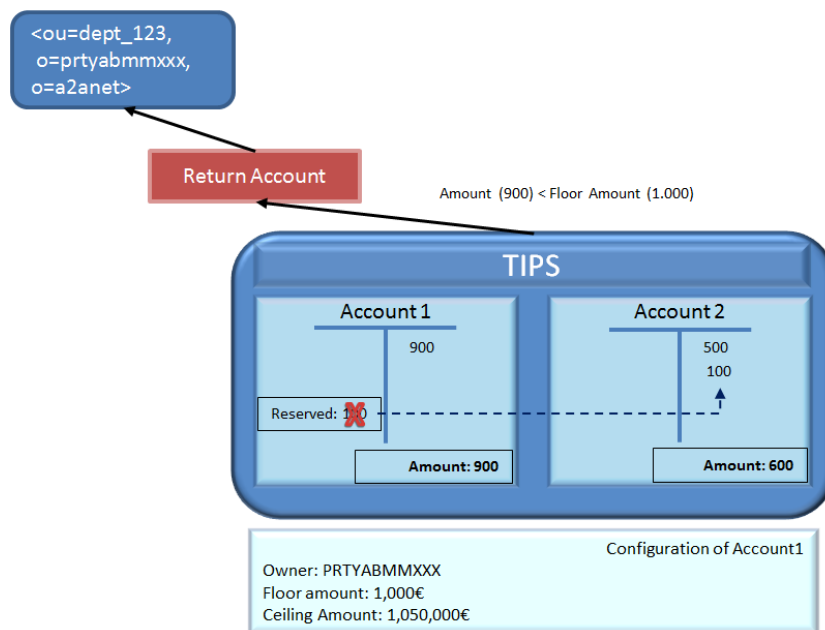 <ou=dept_123,
o=prtyabmmxxx,
o=a2anet>
Return Account
Amount (900) < Floor Amount (1.000)
TIPS
Account 1
900
Reserved: 100
Amount: 900
Account 2
500
100
Amount: 600
Configuration of Account1
Owner: PRTYABMMXXX
Floor amount: 1,000€
Ceiling Amount: 1,050,000€